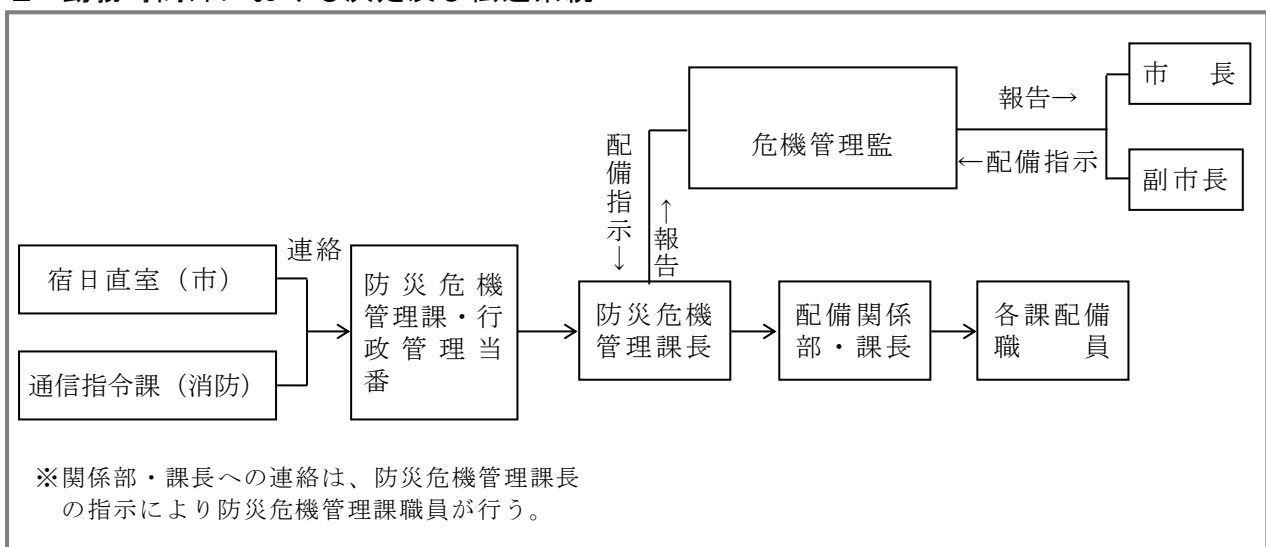 市　長
報告→
危機管理監
←配備指示
副市長
配備指示↓
↑報告
連絡
宿日直室（市）
防災危機
管理課・行
政管理当
番
防災危機
管理課長
配備関係
部・課長
各課配備
職　員
通信指令課（消防）
※関係部・課長への連絡は、防災危機管理課長
の指示により防災危機管理課職員が行う。